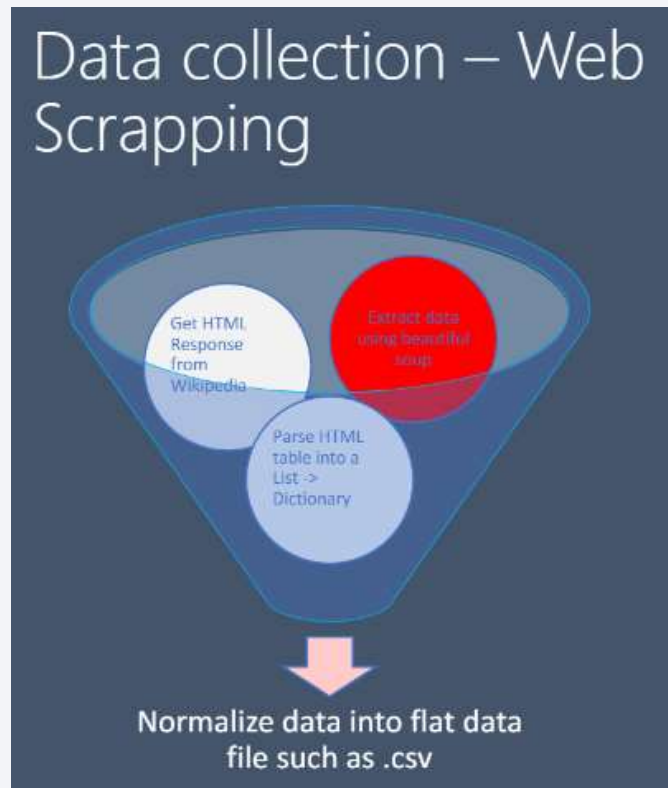 Data collection – Web
Scrapping
Get HTML
Response
from
Wikipedia
Extract data
using beautiful
soup
Parse HTML
table into a
List ->
Dictionary
Normalize data into flat data
file such as .csv